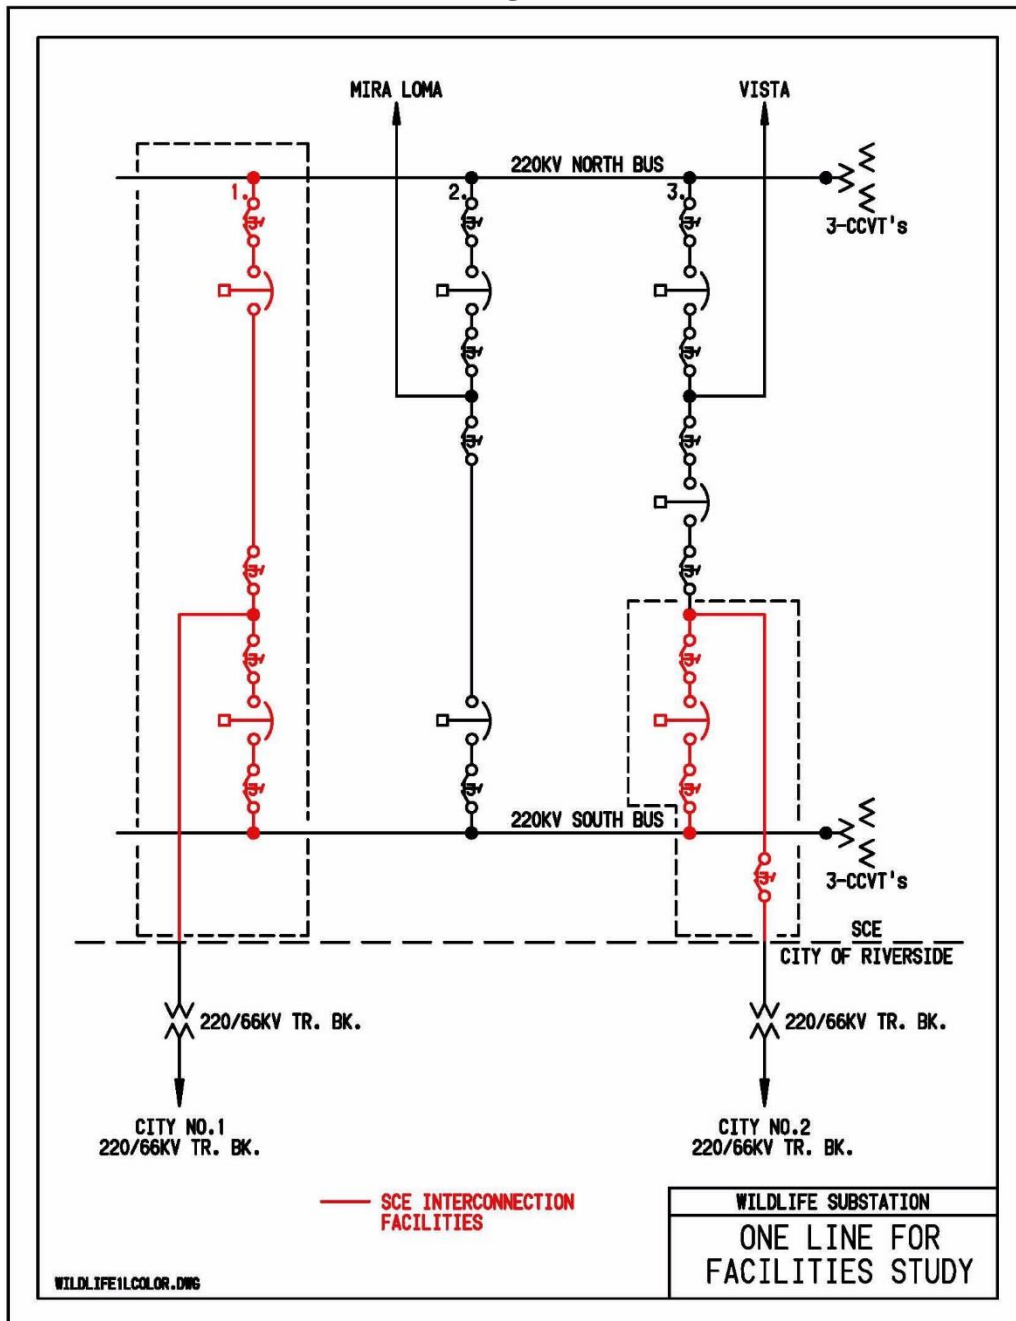 MIRA LOMA
VISTA
220KV NORTH BUS
1.
2.
3.
3-CCVT's
220KV SOUTH BUS
3-CCVT's
SCE
CITY OF RIVERSIDE
220/66KV TR. BK.
220/66KV TR. BK.
CITY NO.1
220/66KV TR. BK.
CITY NO.2
220/66KV TR. BK.
SCE INTERCONNECTION
FACILITIES
WILDLIFE SUBSTATION
ONE LINE FOR
FACILITIES STUDY
WILDLIFE1LCOLOR.DWG